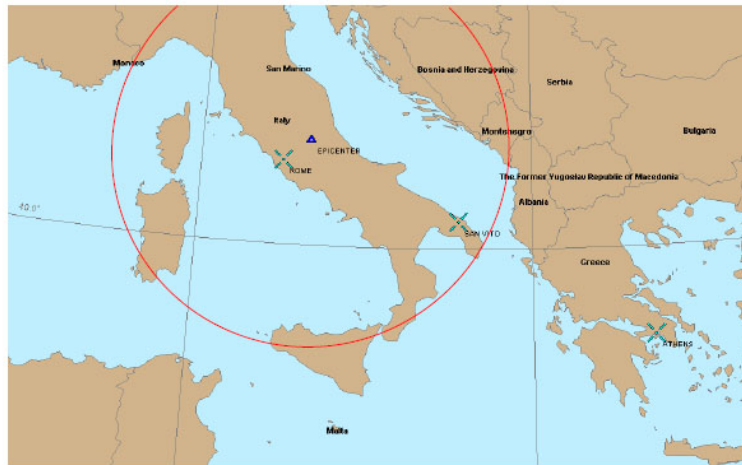 Monaco
San Marino
Bosnia and Herzegovina
Serbia
Italy
Montenegro
Bulgaria
EPICENTER
ROME
The Former Yugoslav Republic of Macedonia
Albania
40.0°
SAN VITO
Greece
ATHENS
Malta